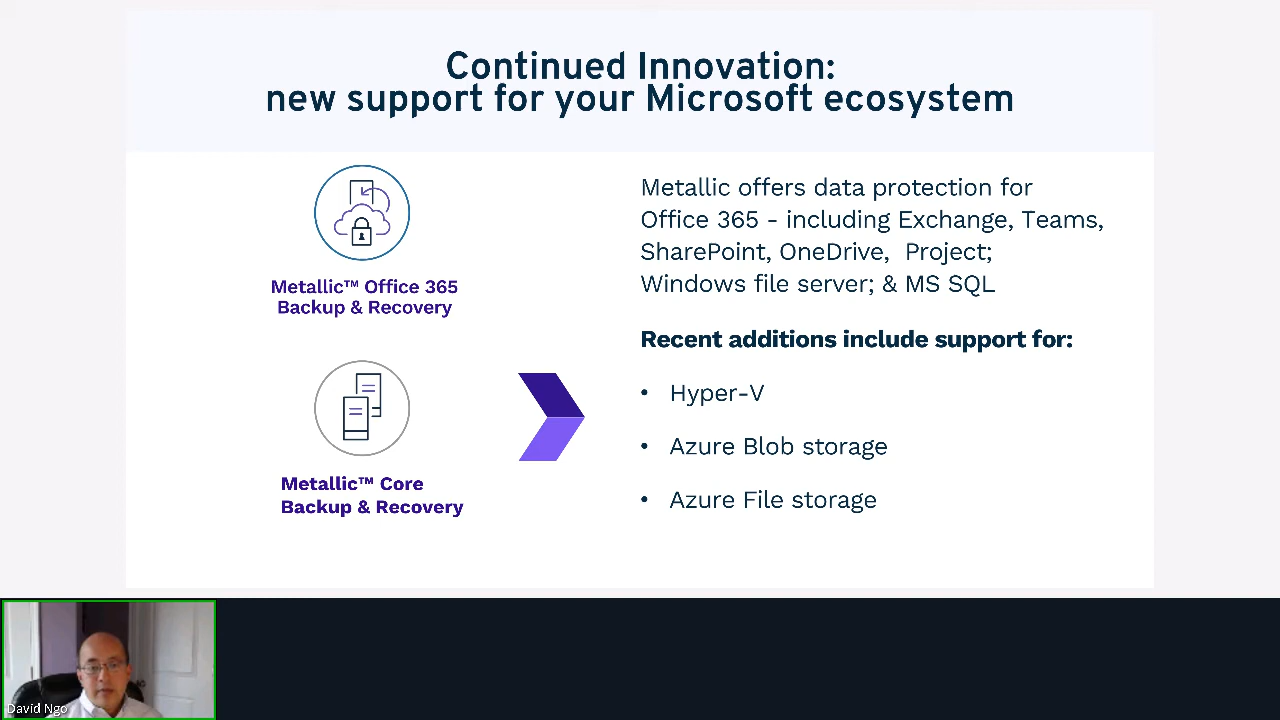 Continued Innovation:
new support for your Microsoft ecosystem
Metallic™ Office 365
Backup & Recovery
Metallic™ Core
Backup & Recovery
Metallic offers data protection for
Office 365 - including Exchange, Teams,
SharePoint, OneDrive, Project;
Windows file server; & MS SQL
Recent additions include support for:
• Hyper-V
• Azure Blob storage
• Azure File storage
David Ngo